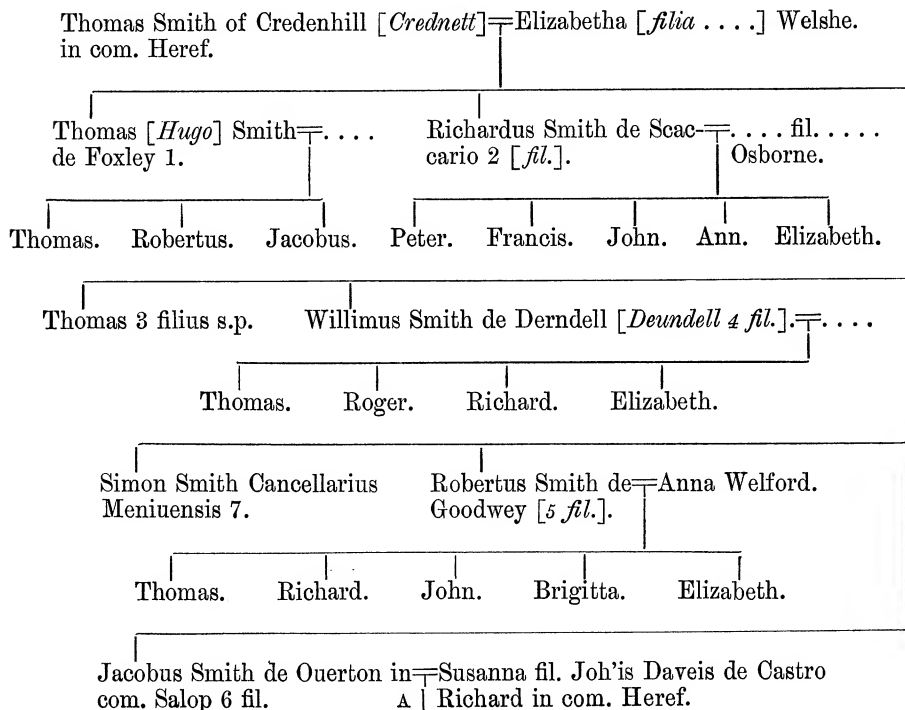 Thomas Smith of Credenhill [Crednett]=Elizabetha [filia . . . .] Welshe.
in com. Heref.
Thomas [Hugo] Smith=. . . .
de Foxley 1.
Richardus Smith de Scac-=. . . . fil. . . . .
cario 2 [fil.]. Osborne.
Thomas. Robertus. Jacobus. Peter. Francis. John. Ann. Elizabeth.
Thomas 3 filius s.p. Willimus Smith de Derndell [Deundell 4 fil.].=. . . .
Thomas. Roger. Richard. Elizabeth.
Simon Smith Cancellarius
Meniuensis 7.
Robertus Smith de=Anna Welford.
Goodwey [5 fil.].
Thomas. Richard. John. Brigitta. Elizabeth.
Jacobus Smith de Ouerton in=Susanna fil. Joh'is Daveis de Castro
com. Salop 6 fil. A | Richard in com. Heref.